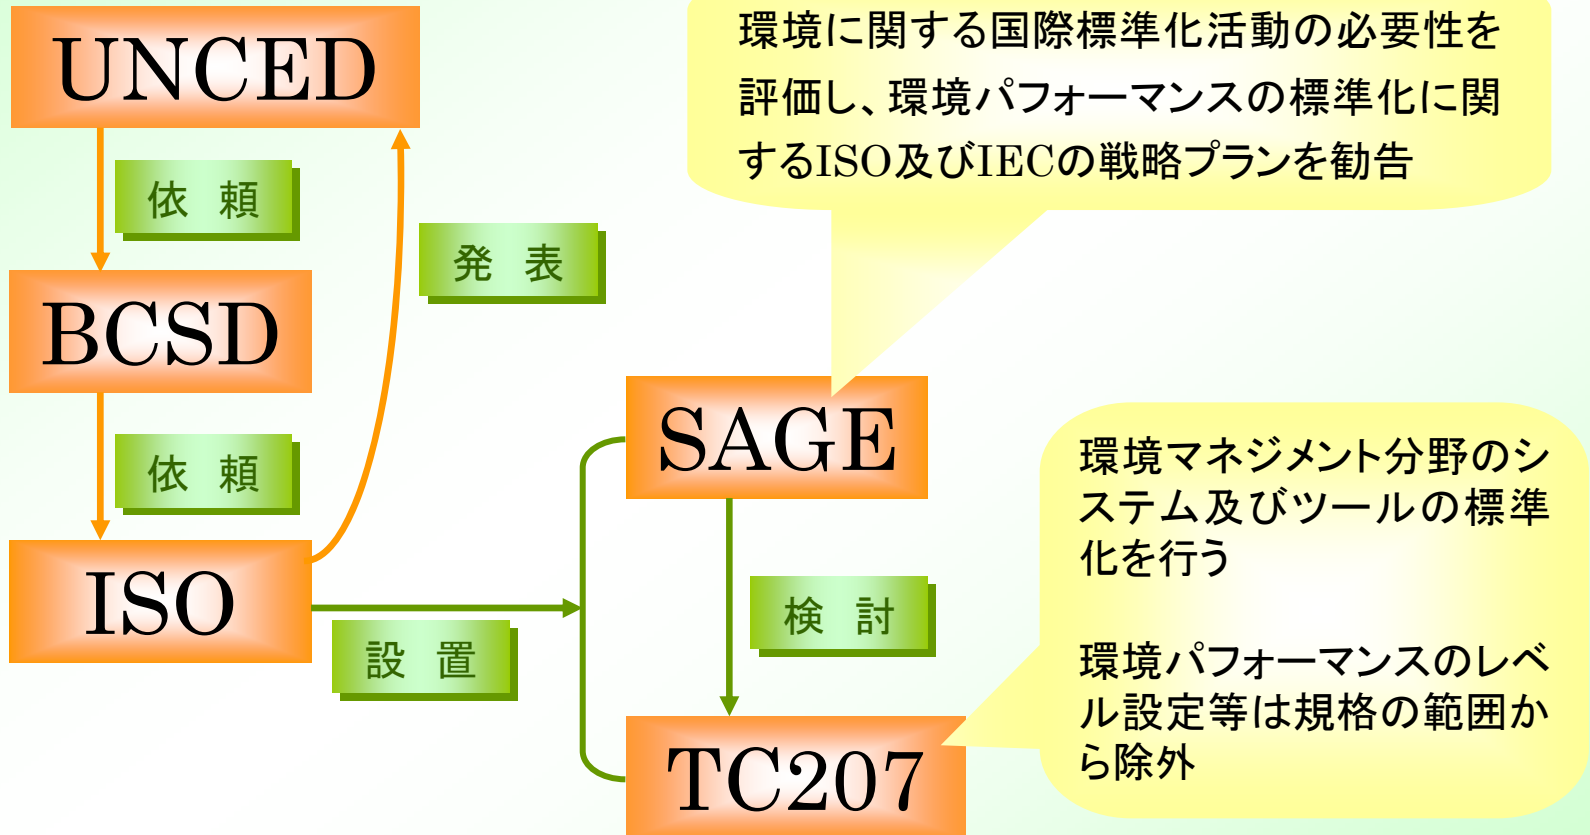 UNCED
環境に関する国際標準化活動の必要性を
評価し、環境パフォーマンスの標準化に関
するISO及びIECの戦略プランを勧告
依 頼
発 表
BCSD
SAGE
依 頼
環境マネジメント分野のシ
ステム及びツールの標準
化を行う
ISO
検 討
設 置
環境パフォーマンスのレベ
ル設定等は規格の範囲か
ら除外
TC207